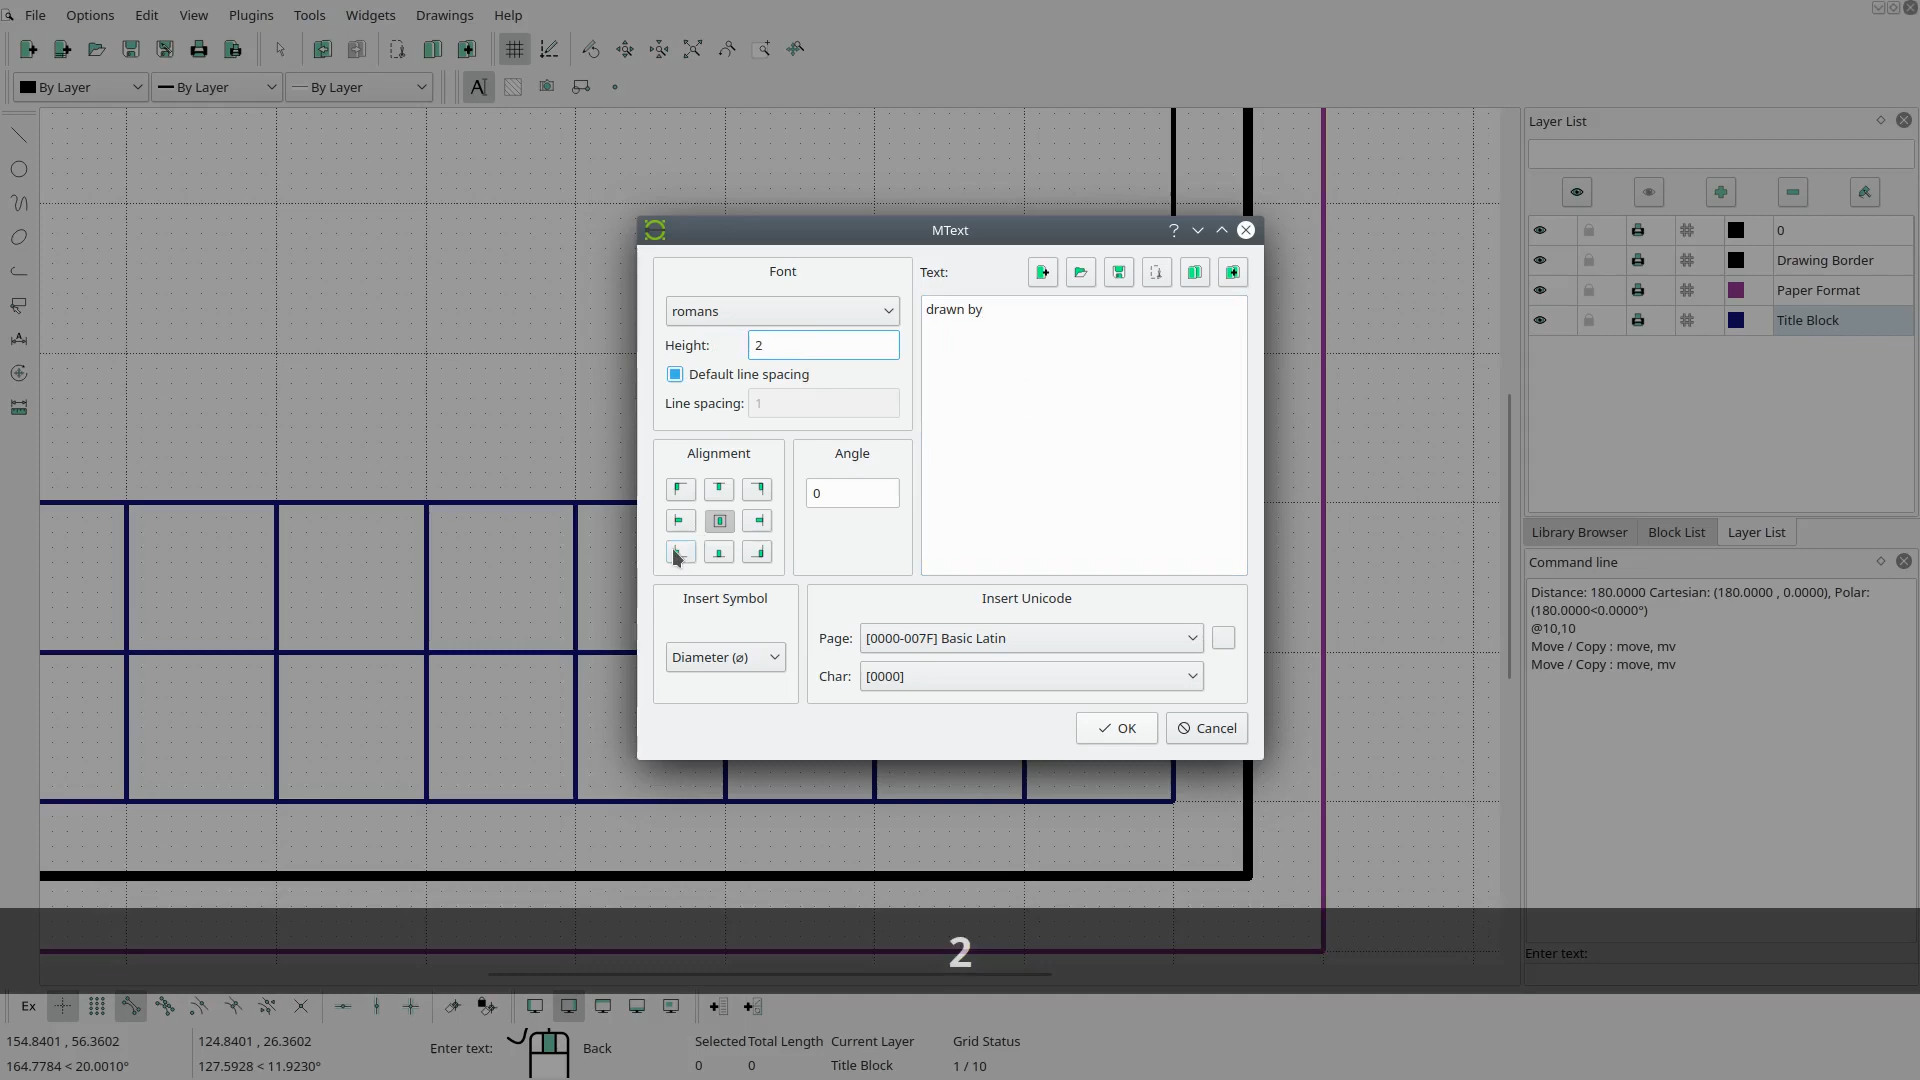 File Options Edit View Plugins Tools Widgets Drawings Help
By Layer By Layer By Layer
Layer List
0
Drawing Border
Paper Format
Title Block
Library Browser Block List Layer List
Command line
Distance: 180.0000 Cartesian: (180.0000 , 0.0000), Polar:
(180.0000<0.0000°)
@10,10
Move / Copy : move, mv
Move / Copy : move, mv
Enter text:
MText
Font
romans
Height: 2
Default line spacing
Line spacing: 1
Text:
drawn by
Alignment
Angle
0
Insert Symbol
Diameter (⌀)
Insert Unicode
Page: [0000-007F] Basic Latin
Char: [0000]
OK Cancel
2
Ex
154.8401 , 56.3602
164.7784 < 20.0010°
124.8401 , 26.3602
127.5928 < 11.9230°
Enter text: Back
Selected Total Length Current Layer Grid Status
0 0 Title Block 1 / 10